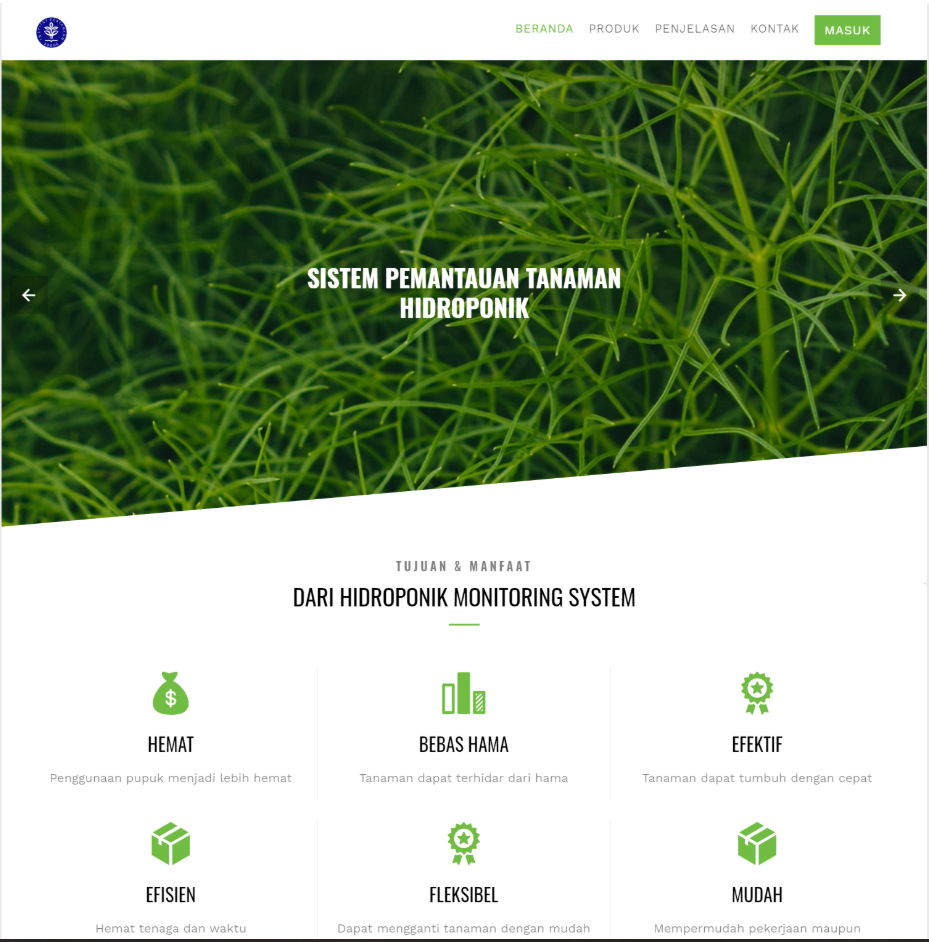 BERANDA PRODUK PENJELASAN KONTAK MASUK
SISTEM PEMANTAUAN TANAMAN
HIDROPONIK
TUJUAN & MANFAAT
DARI HIDROPONIK MONITORING SYSTEM
HEMAT
Penggunaan pupuk menjadi lebih hemat
BEBAS HAMA
Tanaman dapat terhidar dari hama
EFEKTIF
Tanaman dapat tumbuh dengan cepat
EFISIEN
Hemat tenaga dan waktu
FLEKSIBEL
Dapat mengganti tanaman dengan mudah
MUDAH
Mempermudah pekerjaan maupun